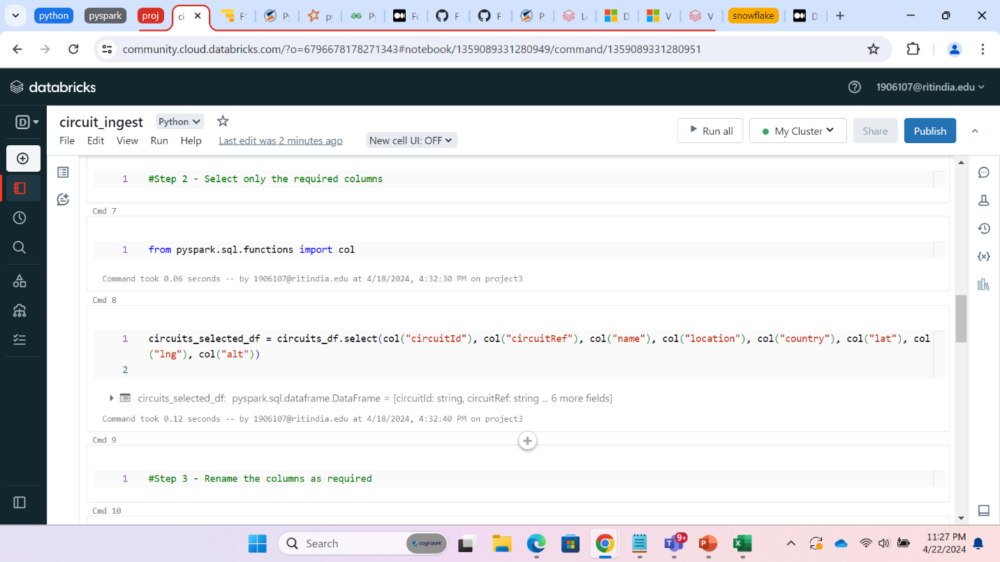 python
pyspark
proj
ci
snowflake
community.cloud.databricks.com/?o=6796678178271343#notebook/1359089331280949/command/1359089331280951
databricks
1906107@ritindia.edu
circuit_ingest
Python
File Edit View Run Help Last edit was 2 minutes ago New cell UI: OFF
Run all
My Cluster
Share
Publish
1 #Step 2 - Select only the required columns
Cmd 7
1 from pyspark.sql.functions import col
Command took 0.06 seconds -- by 1906107@ritindia.edu at 4/18/2024, 4:32:30 PM on project3
Cmd 8
1 circuits_selected_df = circuits_df.select(col("circuitId"), col("circuitRef"), col("name"), col("location"), col("country"), col("lat"), col
("lng"), col("alt"))
2
circuits_selected_df: pyspark.sql.dataframe.DataFrame = [circuitId: string, circuitRef: string ... 6 more fields]
Command took 0.12 seconds -- by 1906107@ritindia.edu at 4/18/2024, 4:32:40 PM on project3
Cmd 9
1 #Step 3 - Rename the columns as required
Cmd 10
Search
cognizant
9+
11:27 PM
4/22/2024